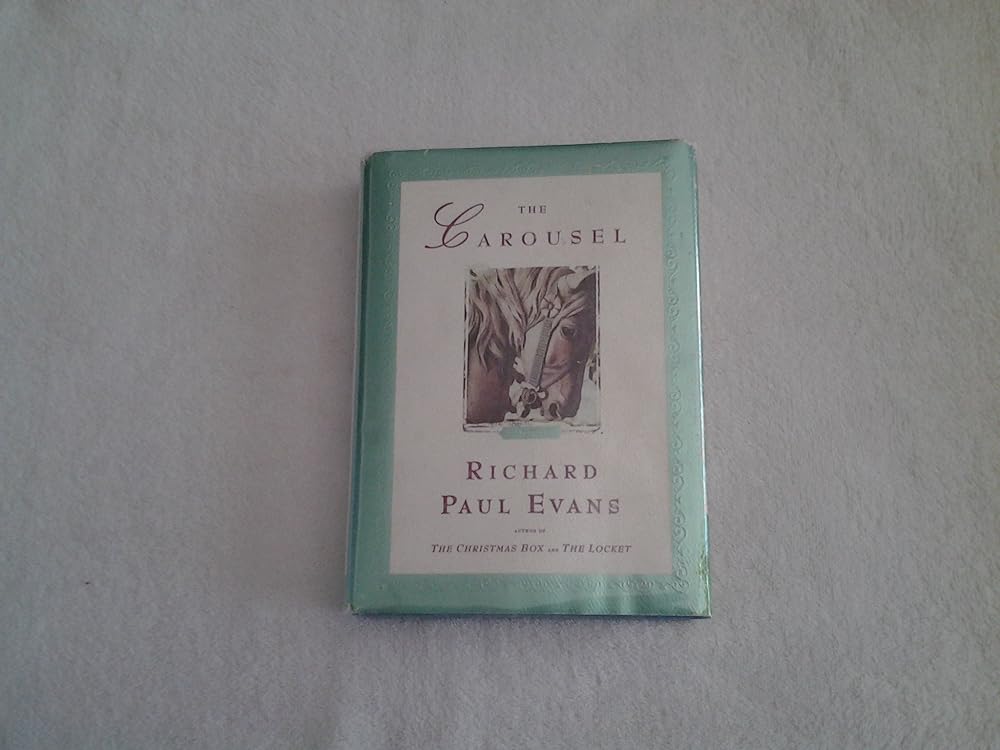 THE
CAROUSEL
RICHARD
PAUL EVANS
AUTHOR OF
THE CHRISTMAS BOX AND THE LOCKET